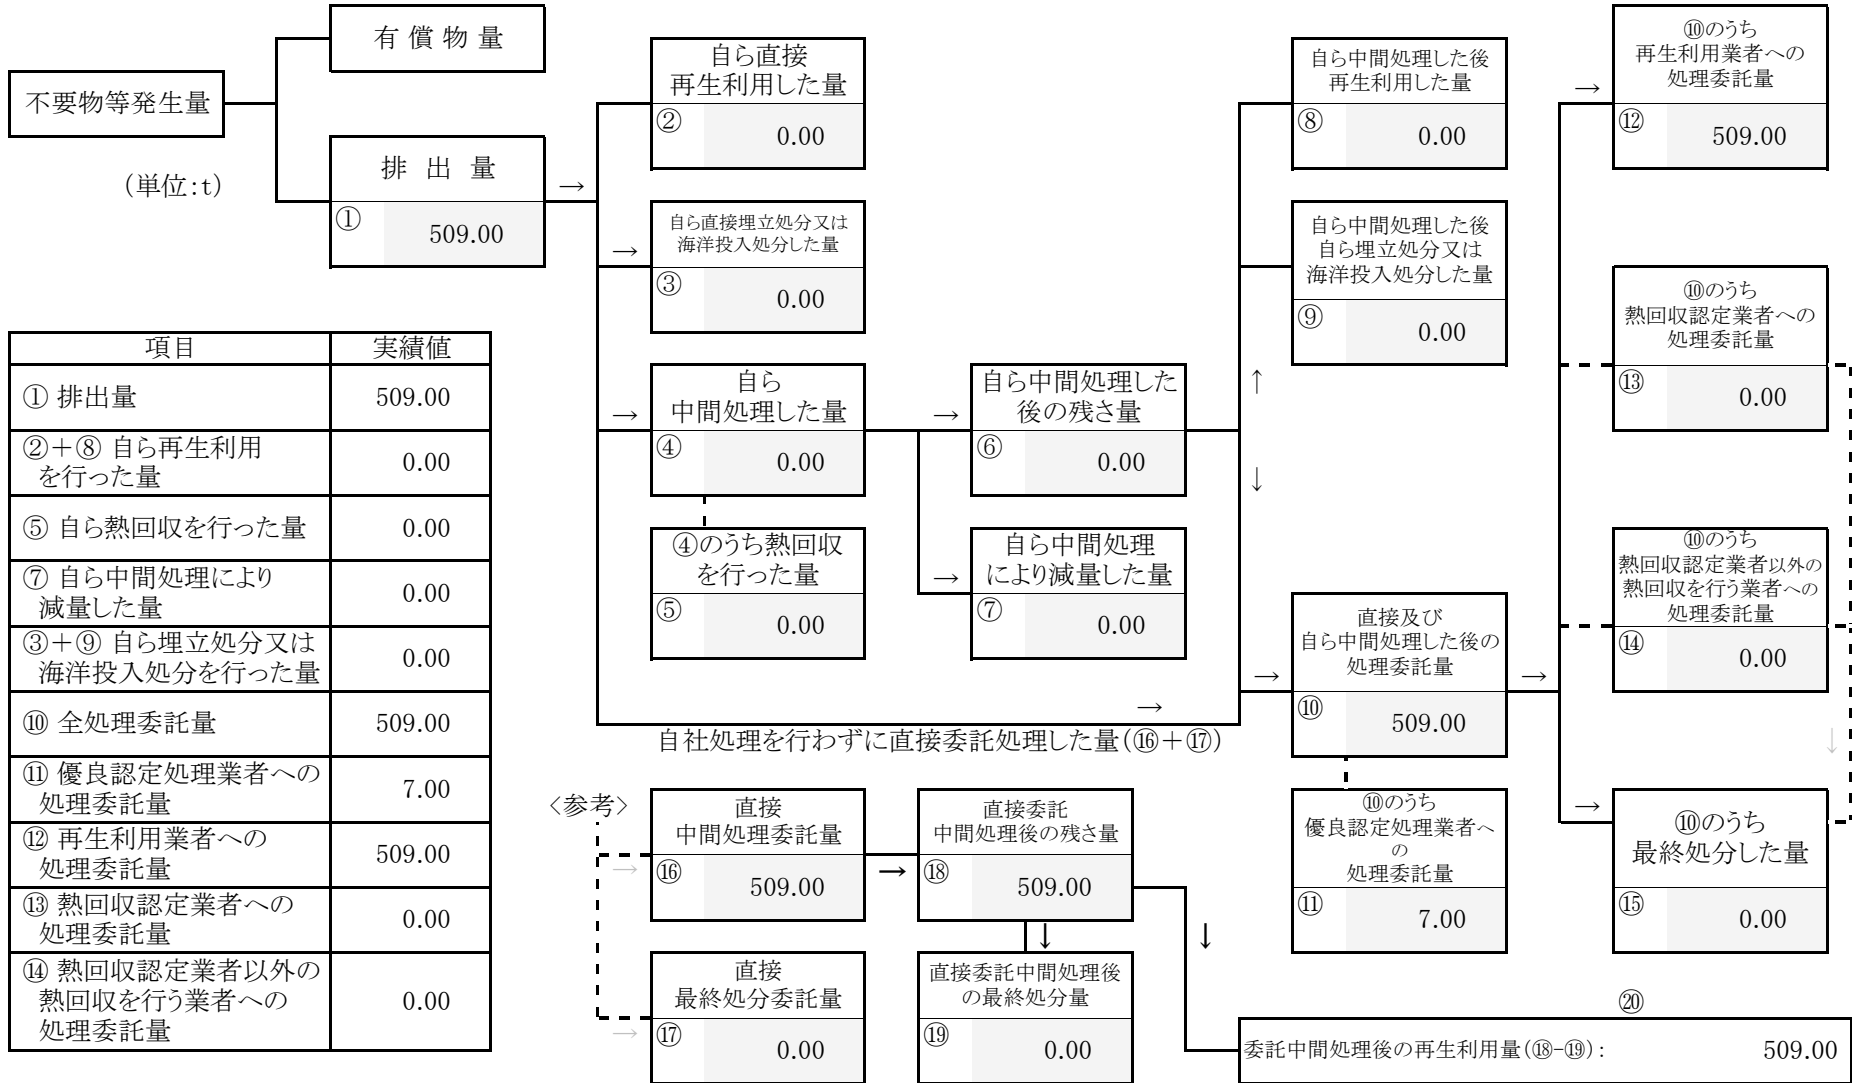 不要物等発生量
(単位:t)
有 償 物 量
排 出 量
① 509.00
→
自ら直接
再生利用した量
② 0.00
→
自ら直接埋立処分又は
海洋投入処分した量
③ 0.00
→
自ら
中間処理した量
④ 0.00
④のうち熱回収
を行った量
⑤ 0.00
→
自ら中間処理した
後の残さ量
⑥ 0.00
→
自ら中間処理
により減量した量
⑦ 0.00
↑
↓
自ら中間処理した後
再生利用した量
⑧ 0.00
自ら中間処理した後
自ら埋立処分又は
海洋投入処分した量
⑨ 0.00
→
自社処理を行わずに直接委託処理した量(⑯+⑰)
→
直接及び
自ら中間処理した後の
処理委託量
⑩ 509.00
⑩のうち
優良認定処理業者へ
の
処理委託量
⑪ 7.00
→
→
⑩のうち
再生利用業者への
処理委託量
⑫ 509.00
⑩のうち
熱回収認定業者への
処理委託量
⑬ 0.00
⑩のうち
熱回収認定業者以外の
熱回収を行う業者への
処理委託量
⑭ 0.00
↓
→
⑩のうち
最終処分した量
⑮ 0.00
項目 実績値
① 排出量 509.00
②+⑧ 自ら再生利用
を行った量 0.00
⑤ 自ら熱回収を行った量 0.00
⑦ 自ら中間処理により
減量した量 0.00
③+⑨ 自ら埋立処分又は
海洋投入処分を行った量 0.00
⑩ 全処理委託量 509.00
⑪ 優良認定処理業者への
処理委託量 7.00
⑫ 再生利用業者への
処理委託量 509.00
⑬ 熱回収認定業者への
処理委託量 0.00
⑭ 熱回収認定業者以外の
熱回収を行う業者への
処理委託量 0.00
<参考>
→
直接
中間処理委託量
⑯ 509.00
→
直接委託
中間処理後の残さ量
⑱ 509.00
↓
↓
→
直接
最終処分委託量
⑰ 0.00
直接委託中間処理後
の最終処分量
⑲ 0.00
⑳
委託中間処理後の再生利用量(⑱-⑲): 509.00